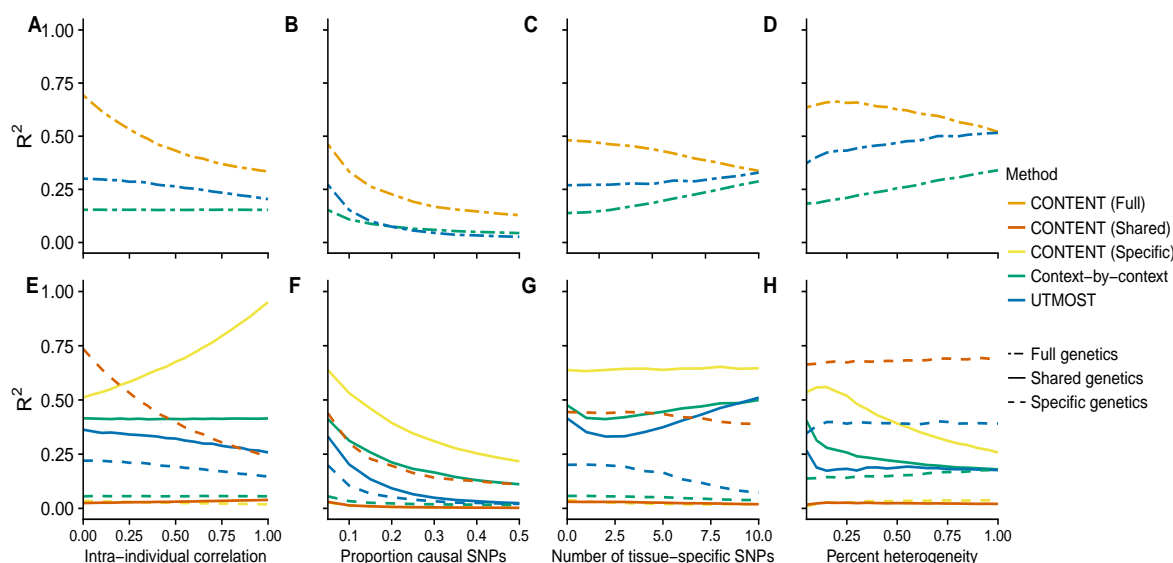 A B C D
R2
1.00
0.75
0.50
0.25
0.00
Method
CONTENT (Full)
CONTENT (Shared)
CONTENT (Specific)
Context−by−context
UTMOST
Full genetics
Shared genetics
Specific genetics
E F G H
R2
1.00
0.75
0.50
0.25
0.00
0.00 0.25 0.50 0.75 1.00 0.1 0.2 0.3 0.4 0.5 0.0 2.5 5.0 7.5 10.0 0.25 0.50 0.75 1.00
Intra−individual correlation Proportion causal SNPs Number of tissue−specific SNPs Percent heterogeneity